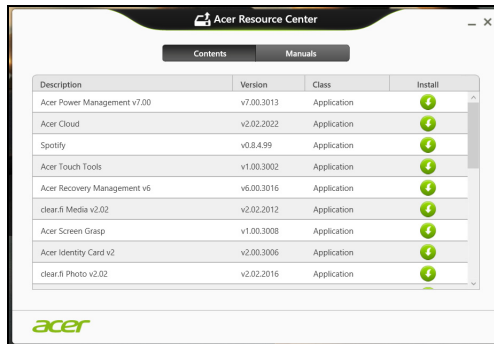 Acer Resource Center
Contents Manuals
Description Version Class Install
Acer Power Management v7.00 v7.00.3013 Application
Acer Cloud v2.02.2022 Application
Spotify v0.8.4.99 Application
Acer Touch Tools v1.00.3002 Application
Acer Recovery Management v6 v6.00.3016 Application
clear.fi Media v2.02 v2.02.2012 Application
Acer Screen Grasp v1.00.3008 Application
Acer Identity Card v2 v2.00.3006 Application
clear.fi Photo v2.02 v2.02.2016 Application
acer